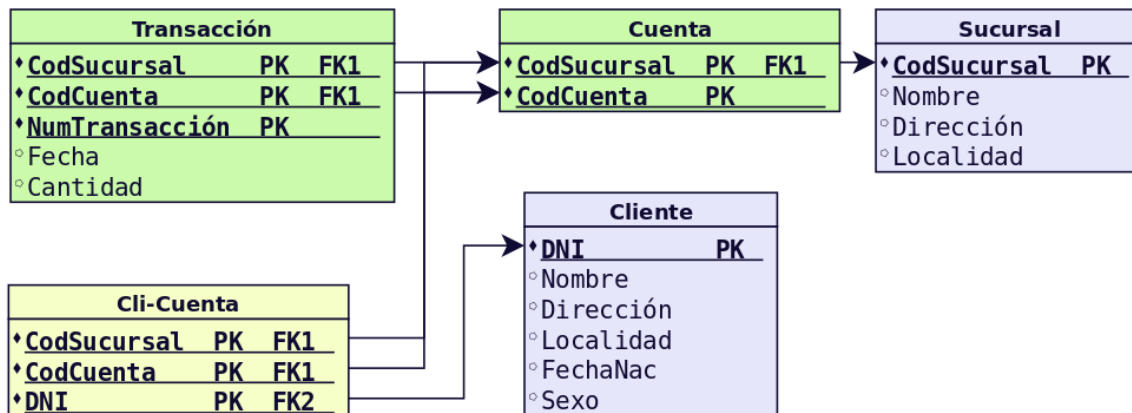 Transacción
CodSucursal PK FK1
CodCuenta PK FK1
NumTransacción PK
Fecha
Cantidad
Cuenta
CodSucursal PK FK1
CodCuenta PK
Sucursal
CodSucursal PK
Nombre
Dirección
Localidad
Cliente
DNI PK
Nombre
Dirección
Localidad
FechaNac
Sexo
Cli-Cuenta
CodSucursal PK FK1
CodCuenta PK FK1
DNI PK FK2